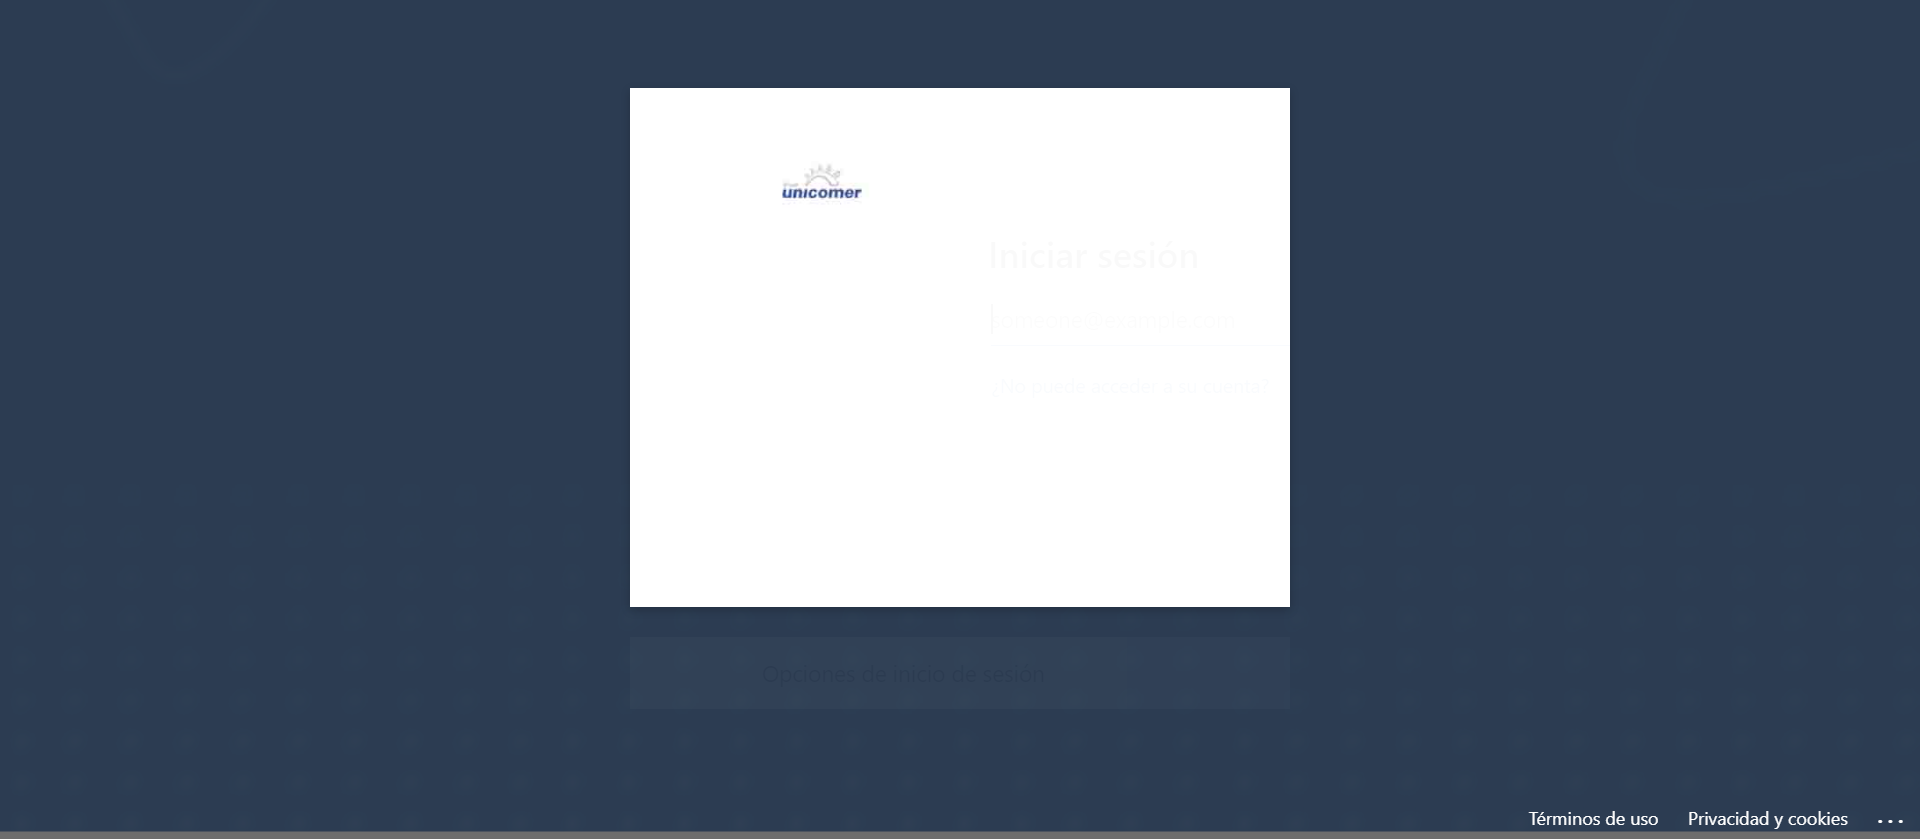 unicomer
Iniciar sesión
someone@example.com
¿No puede acceder a su cuenta?
Opciones de inicio de sesión
Términos de uso Privacidad y cookies ...